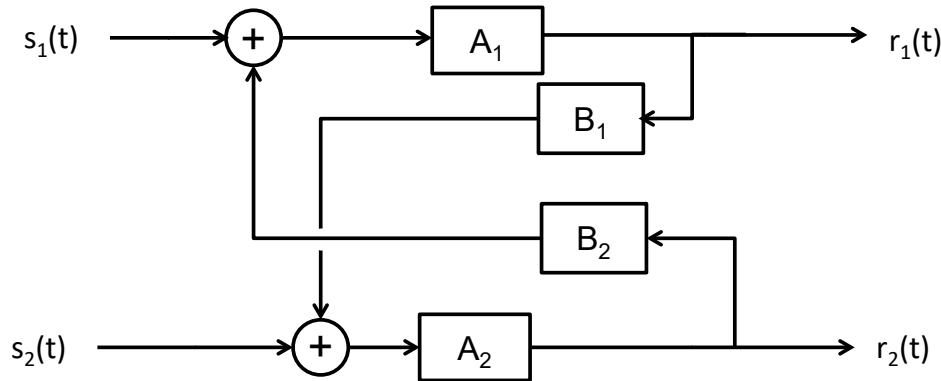 s₁(t) + A₁ r₁(t)
B₁
B₂
s₂(t) + A₂ r₂(t)